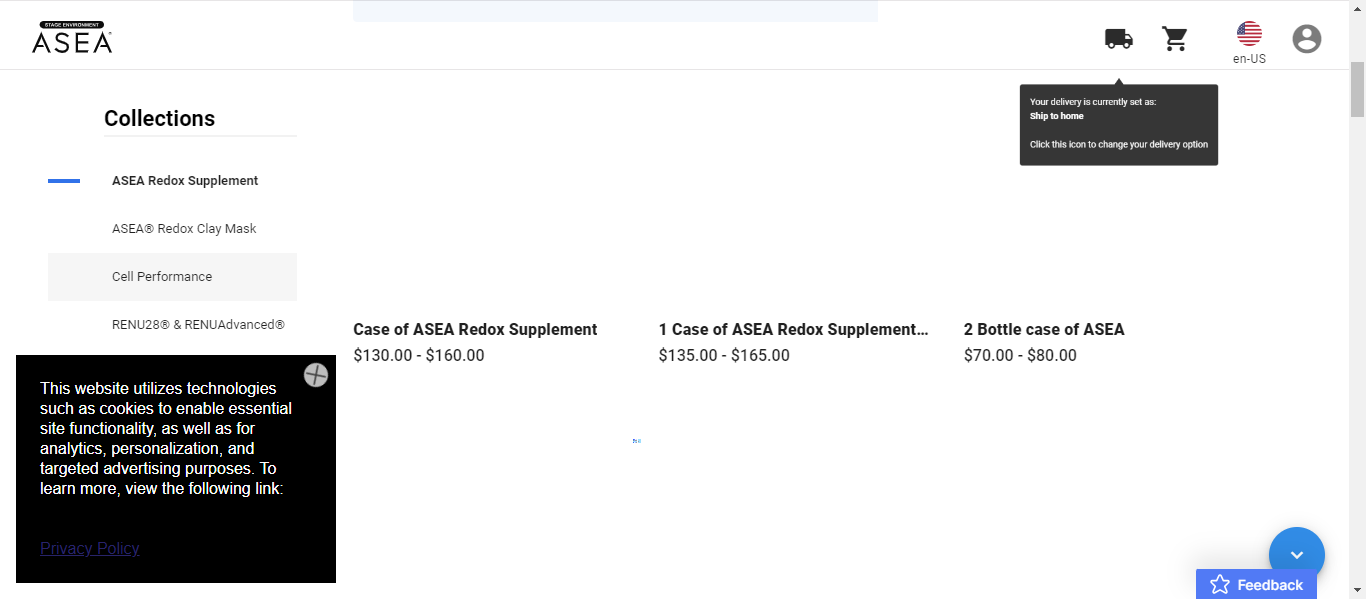 STAGE ENVIRONMENT
ASEA
en-US
Your delivery is currently set as:
Ship to home
Click this icon to change your delivery option
Collections
ASEA Redox Supplement
ASEA® Redox Clay Mask
Cell Performance
RENU28® & RENUAdvanced®
Case of ASEA Redox Supplement
$130.00 - $160.00
1 Case of ASEA Redox Supplement...
$135.00 - $165.00
2 Bottle case of ASEA
$70.00 - $80.00
This website utilizes technologies
such as cookies to enable essential
site functionality, as well as for
analytics, personalization, and
targeted advertising purposes. To
learn more, view the following link:
Privacy Policy
Feedback